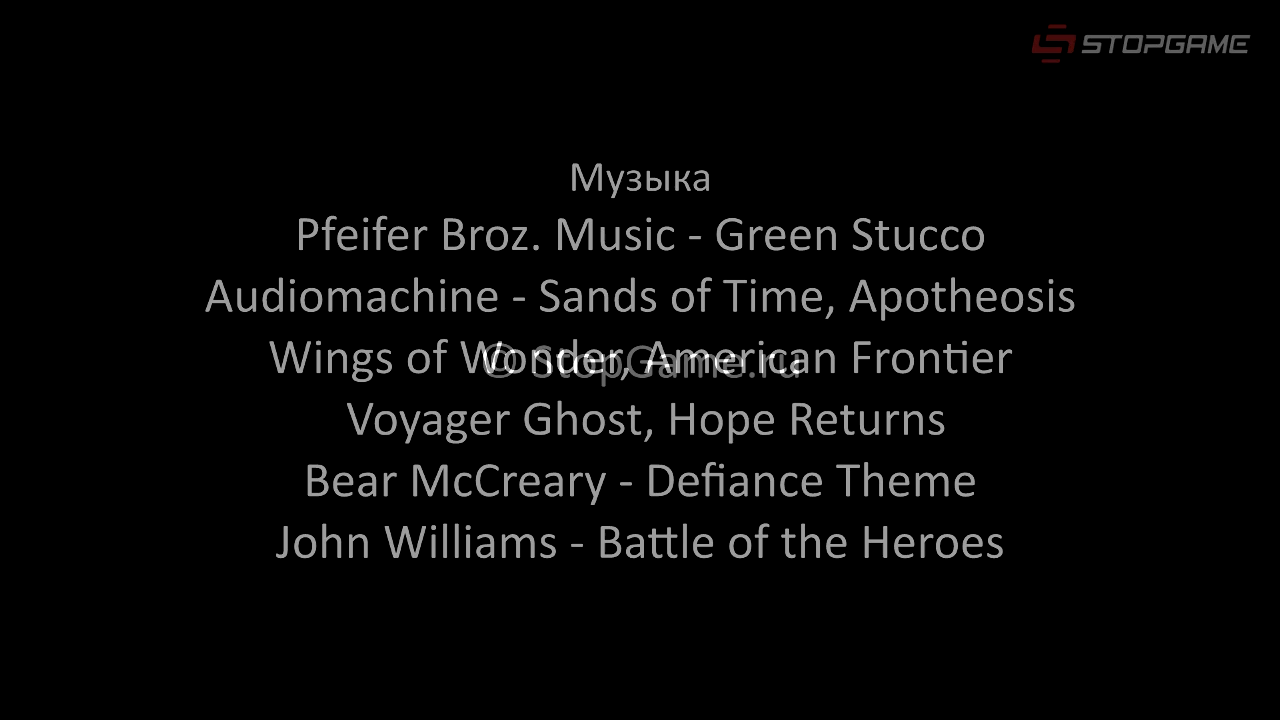 STOPGAME
Музыка
Pfeifer Broz. Music - Green Stucco
Audiomachine - Sands of Time, Apotheosis
Wings of Wonder, American Frontier
© StopGame.ru
Voyager Ghost, Hope Returns
Bear McCreary - Defiance Theme
John Williams - Battle of the Heroes